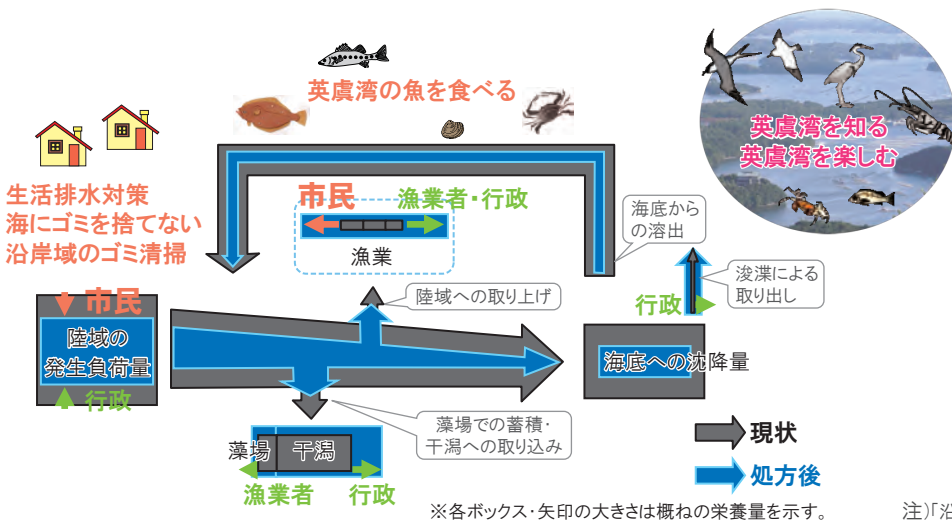 英虞湾の魚を食べる
英虞湾を知る
英虞湾を楽しむ
生活排水対策
海にゴミを捨てない
沿岸域のゴミ清掃
市民
漁業者・行政
漁業
海底から
の溶出
浚渫による
取り出し
行政
陸域への取り上げ
市民
陸域の
発生負荷量
行政
海底への沈降量
藻場での蓄積・
干潟への取り込み
藻場
干潟
漁業者
行政
現状
処方後
※各ボックス・矢印の大きさは概ねの栄養量を示す。